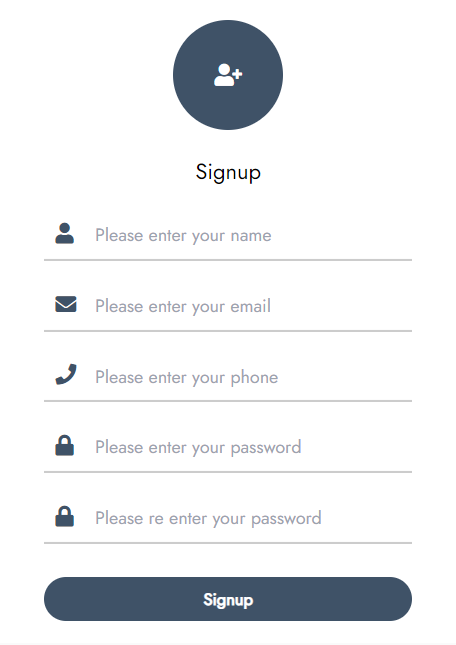 Signup
Please enter your name
Please enter your email
Please enter your phone
Please enter your password
Please re enter your password
Signup